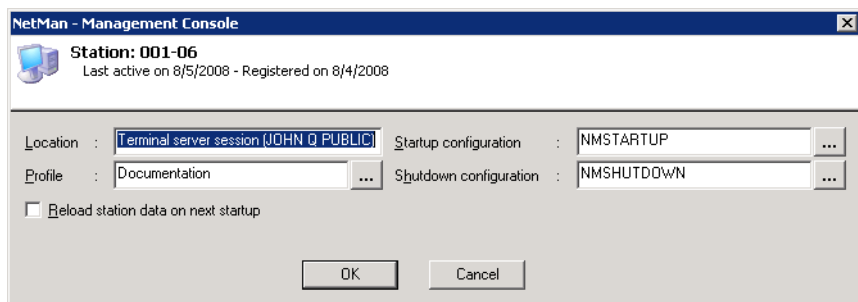 NetMan - Management Console
Station: 001-06
Last active on 8/5/2008 - Registered on 8/4/2008
Location : Terminal server session (JOHN Q PUBLIC) Startup configuration : NMSTARTUP ...
Profile : Documentation ... Shutdown configuration : NMSHUTDOWN ...
Reload station data on next startup
OK Cancel